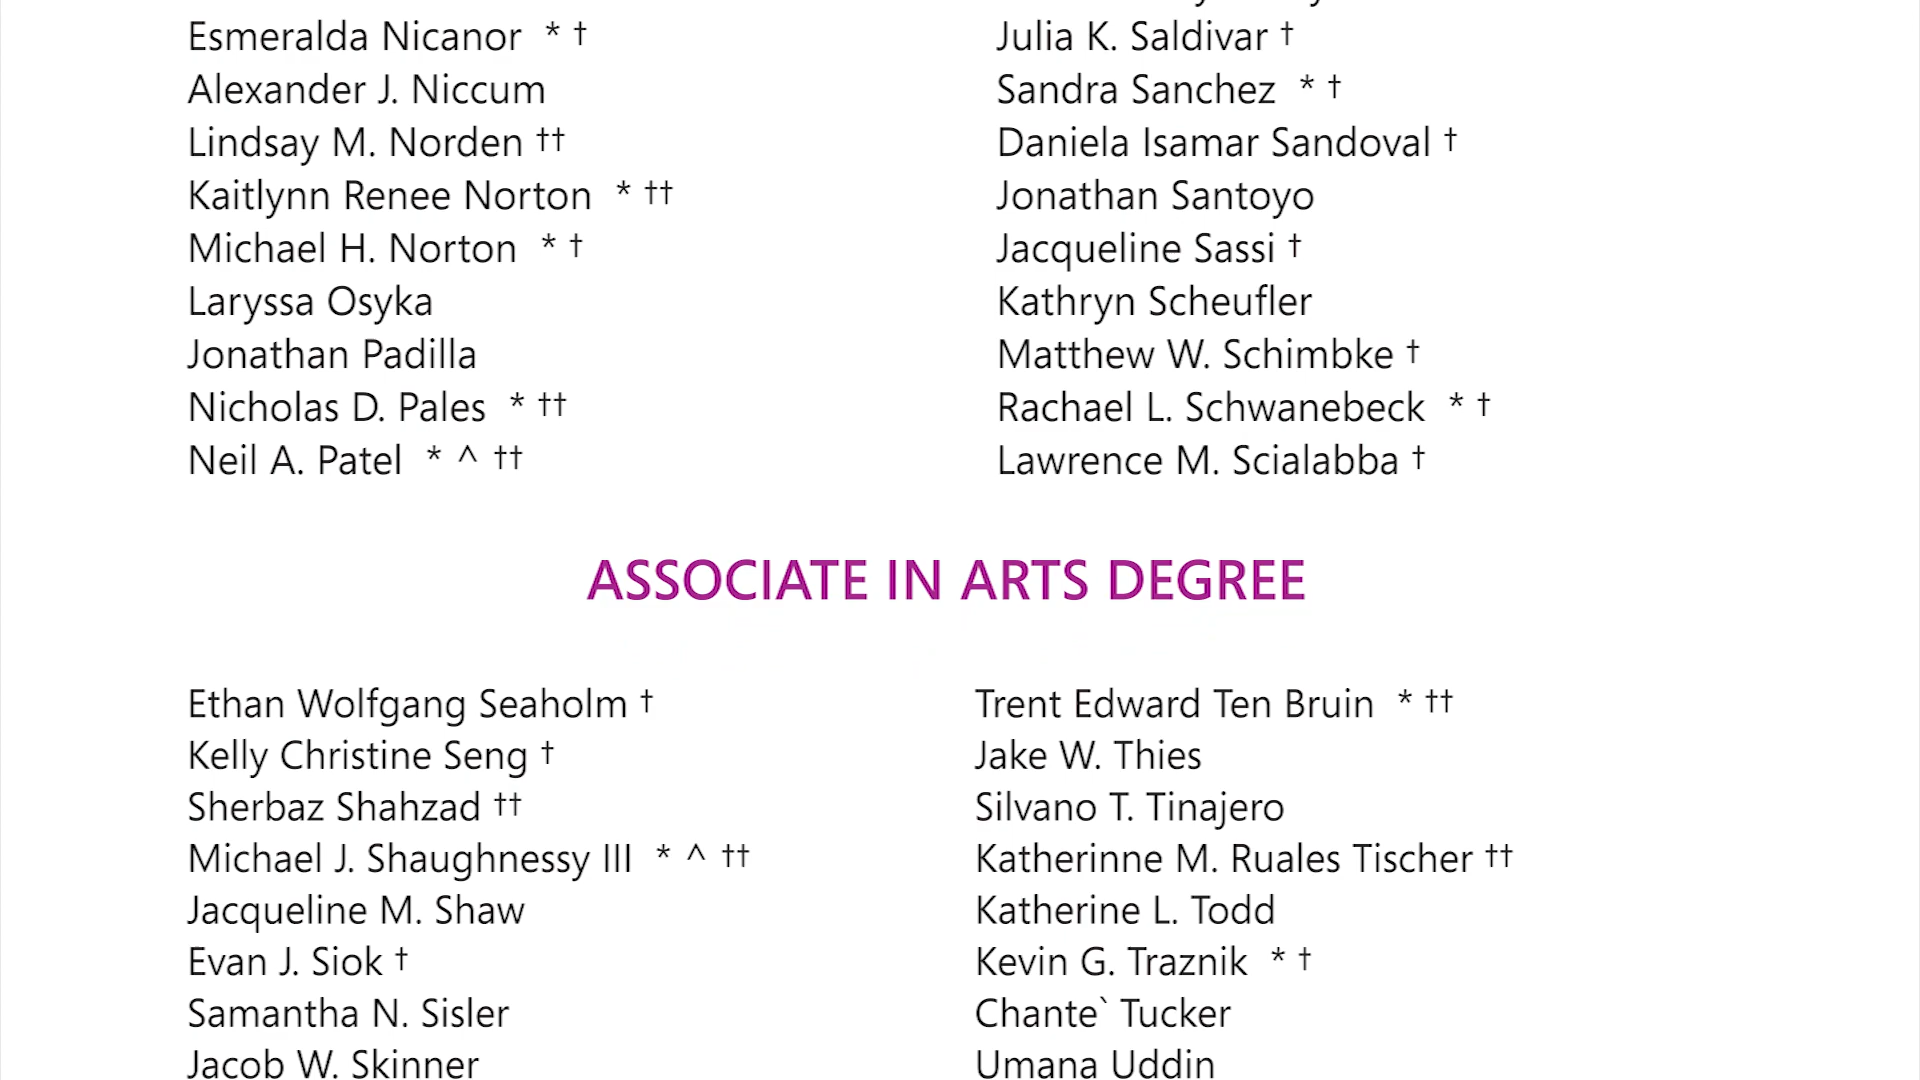 Esmeralda Nicanor * †
Alexander J. Niccum
Lindsay M. Norden ††
Kaitlynn Renee Norton * ††
Michael H. Norton * †
Laryssa Osyka
Jonathan Padilla
Nicholas D. Pales * ††
Neil A. Patel * ^ ††
Julia K. Saldivar †
Sandra Sanchez * †
Daniela Isamar Sandoval †
Jonathan Santoyo
Jacqueline Sassi †
Kathryn Scheufler
Matthew W. Schimbke †
Rachael L. Schwanebeck * †
Lawrence M. Scialabba †
ASSOCIATE IN ARTS DEGREE
Ethan Wolfgang Seaholm †
Kelly Christine Seng †
Sherbaz Shahzad ††
Michael J. Shaughnessy III * ^ ††
Jacqueline M. Shaw
Evan J. Siok †
Samantha N. Sisler
Jacob W. Skinner
Trent Edward Ten Bruin * ††
Jake W. Thies
Silvano T. Tinajero
Katherinne M. Ruales Tischer ††
Katherine L. Todd
Kevin G. Traznik * †
Chante` Tucker
Umana Uddin